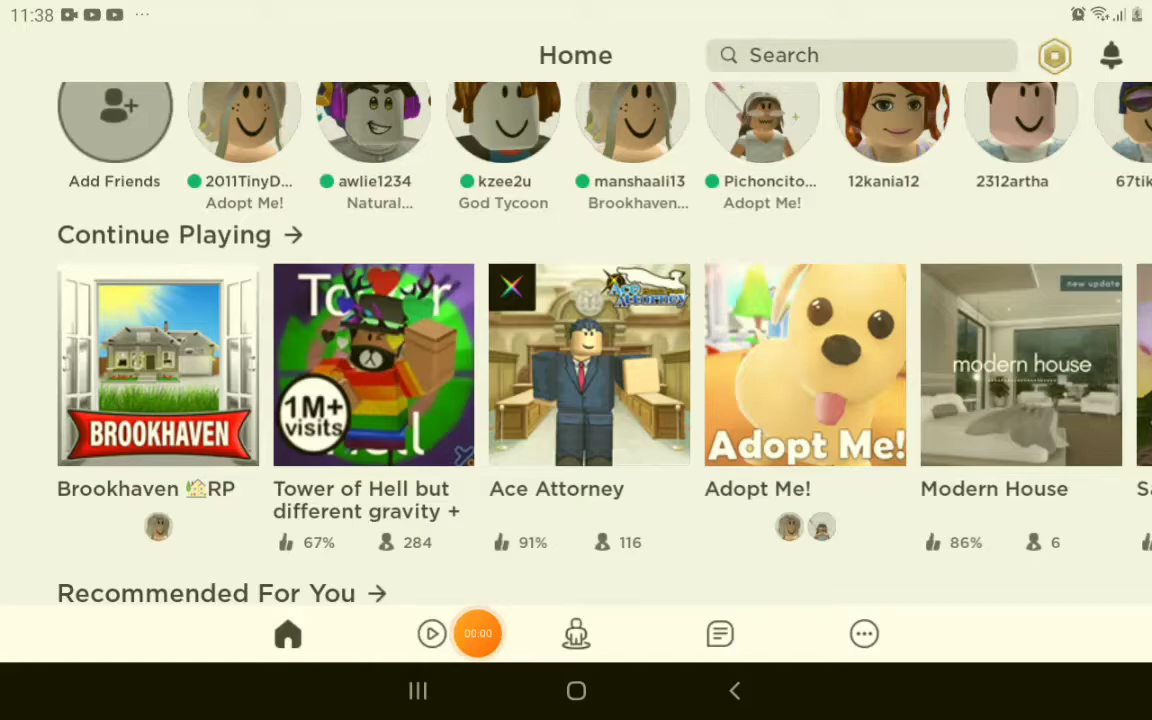 11:38
Home
Search
Add Friends
2011TinyD...
awlie1234
kzee2u
manshaali13
Pichoncito...
12kania12
2312artha
67tik
Adopt Me!
Natural...
God Tycoon
Brookhaven...
Adopt Me!
Continue Playing →
BROOKHAVEN
Tower
1M+
visits
Ace
Attorney
Adopt Me!
new update
modern house
Brookhaven 🏡RP
Tower of Hell but
different gravity +
67% 284
Ace Attorney
91% 116
Adopt Me!
Modern House
86% 6
Recommended For You →
00:00